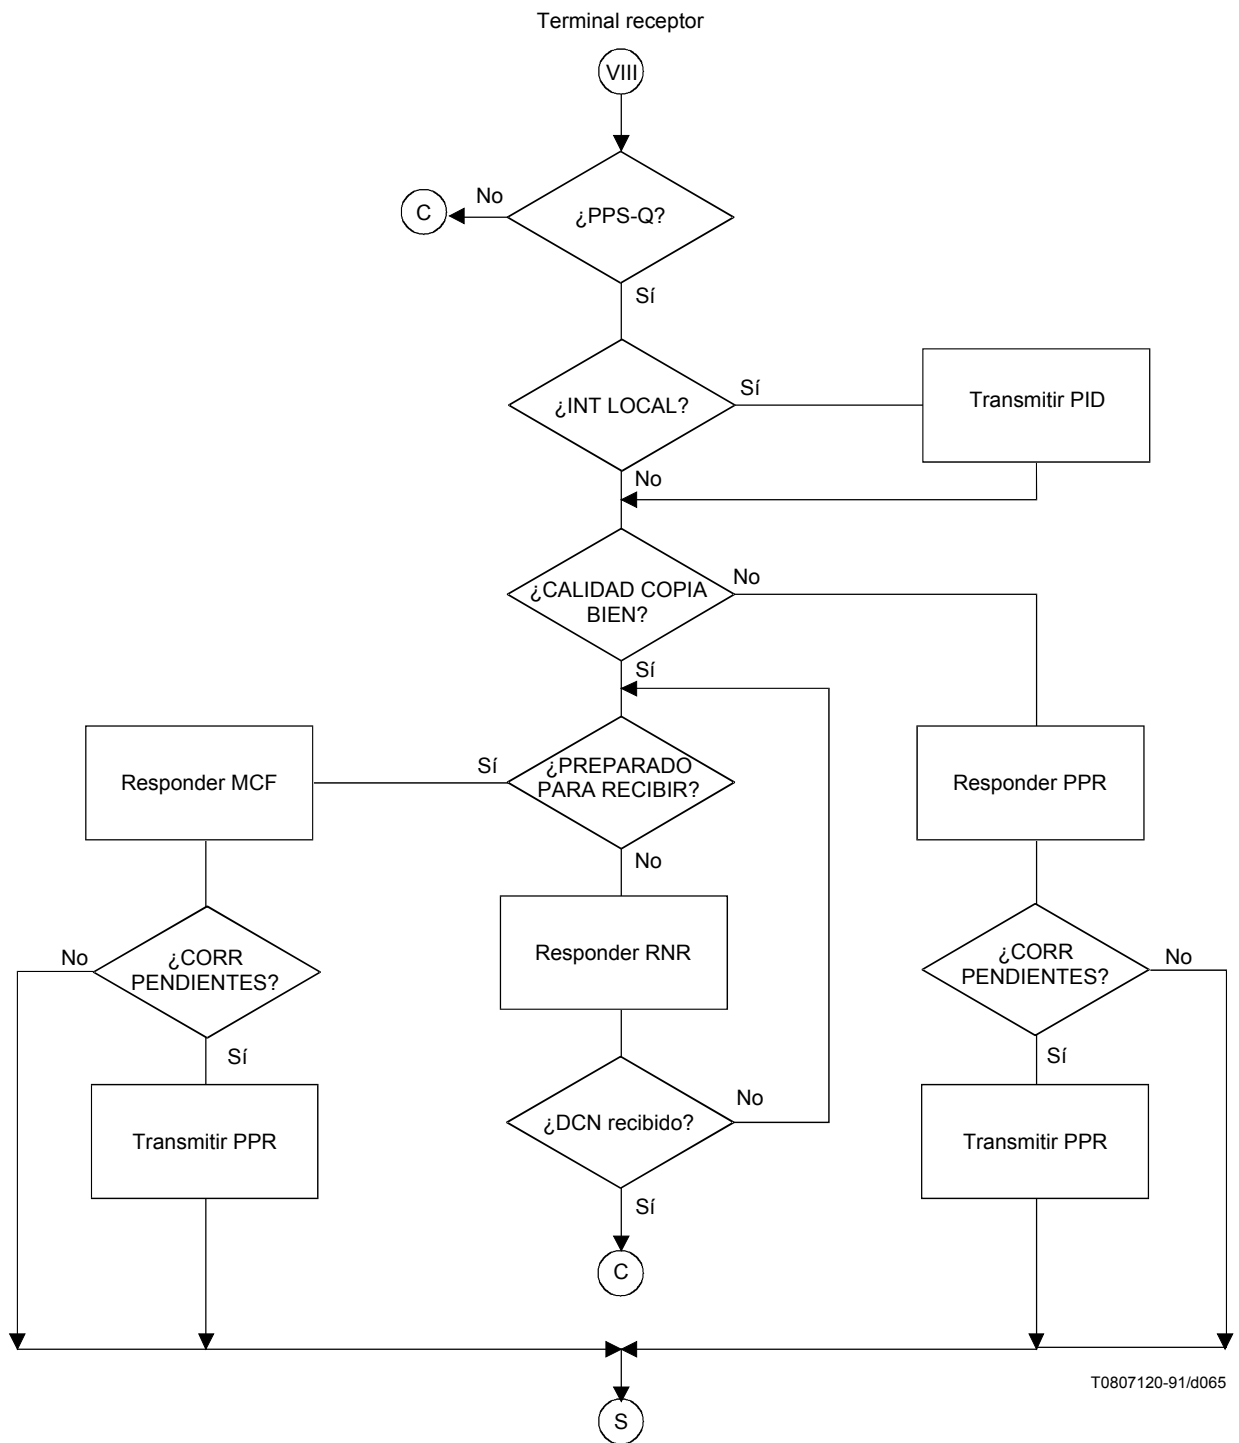 Terminal receptor
VIII
No
C
¿PPS-Q?
Sí
¿INT LOCAL?
Sí
Transmitir PID
No
¿CALIDAD COPIA
BIEN?
No
Sí
Responder MCF
Sí
¿PREPARADO
PARA RECIBIR?
Responder PPR
No
No
¿CORR
PENDIENTES?
Responder RNR
¿CORR
PENDIENTES?
No
Sí
Sí
Transmitir PPR
¿DCN recibido?
No
Transmitir PPR
Sí
C
T0807120-91/d065
S